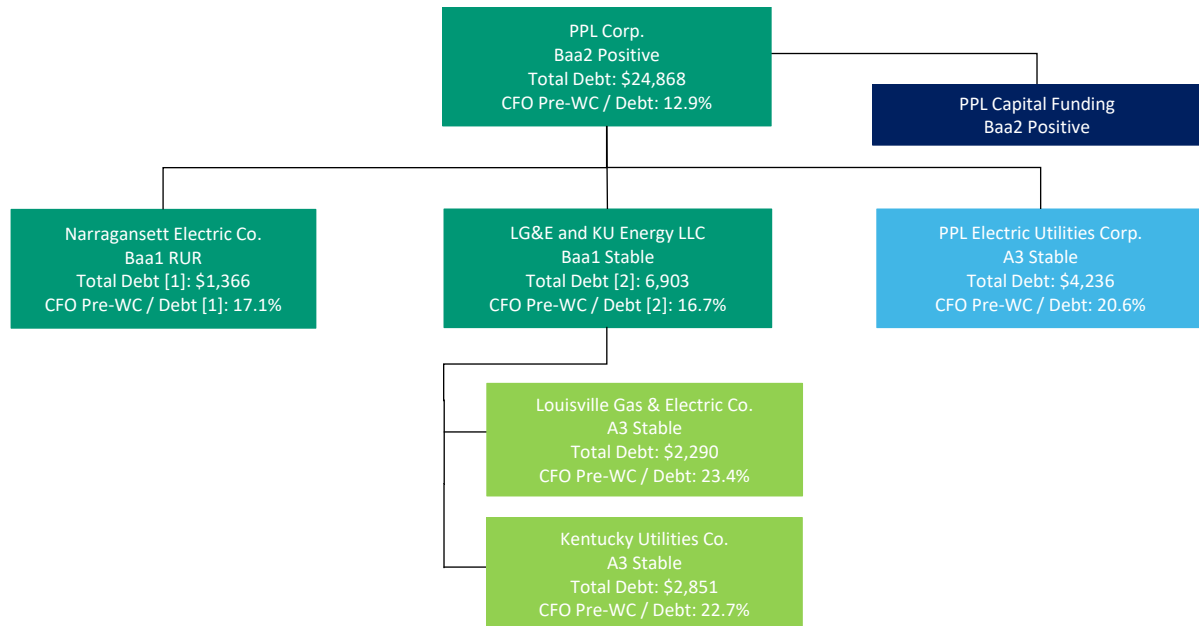 PPL Corp.
Baa2 Positive
Total Debt: $24,868
CFO Pre-WC / Debt: 12.9%
PPL Capital Funding
Baa2 Positive
Narragansett Electric Co.
Baa1 RUR
Total Debt [1]: $1,366
CFO Pre-WC / Debt [1]: 17.1%
LG&E and KU Energy LLC
Baa1 Stable
Total Debt [2]: 6,903
CFO Pre-WC / Debt [2]: 16.7%
PPL Electric Utilities Corp.
A3 Stable
Total Debt: $4,236
CFO Pre-WC / Debt: 20.6%
Louisville Gas & Electric Co.
A3 Stable
Total Debt: $2,290
CFO Pre-WC / Debt: 23.4%
Kentucky Utilities Co.
A3 Stable
Total Debt: $2,851
CFO Pre-WC / Debt: 22.7%